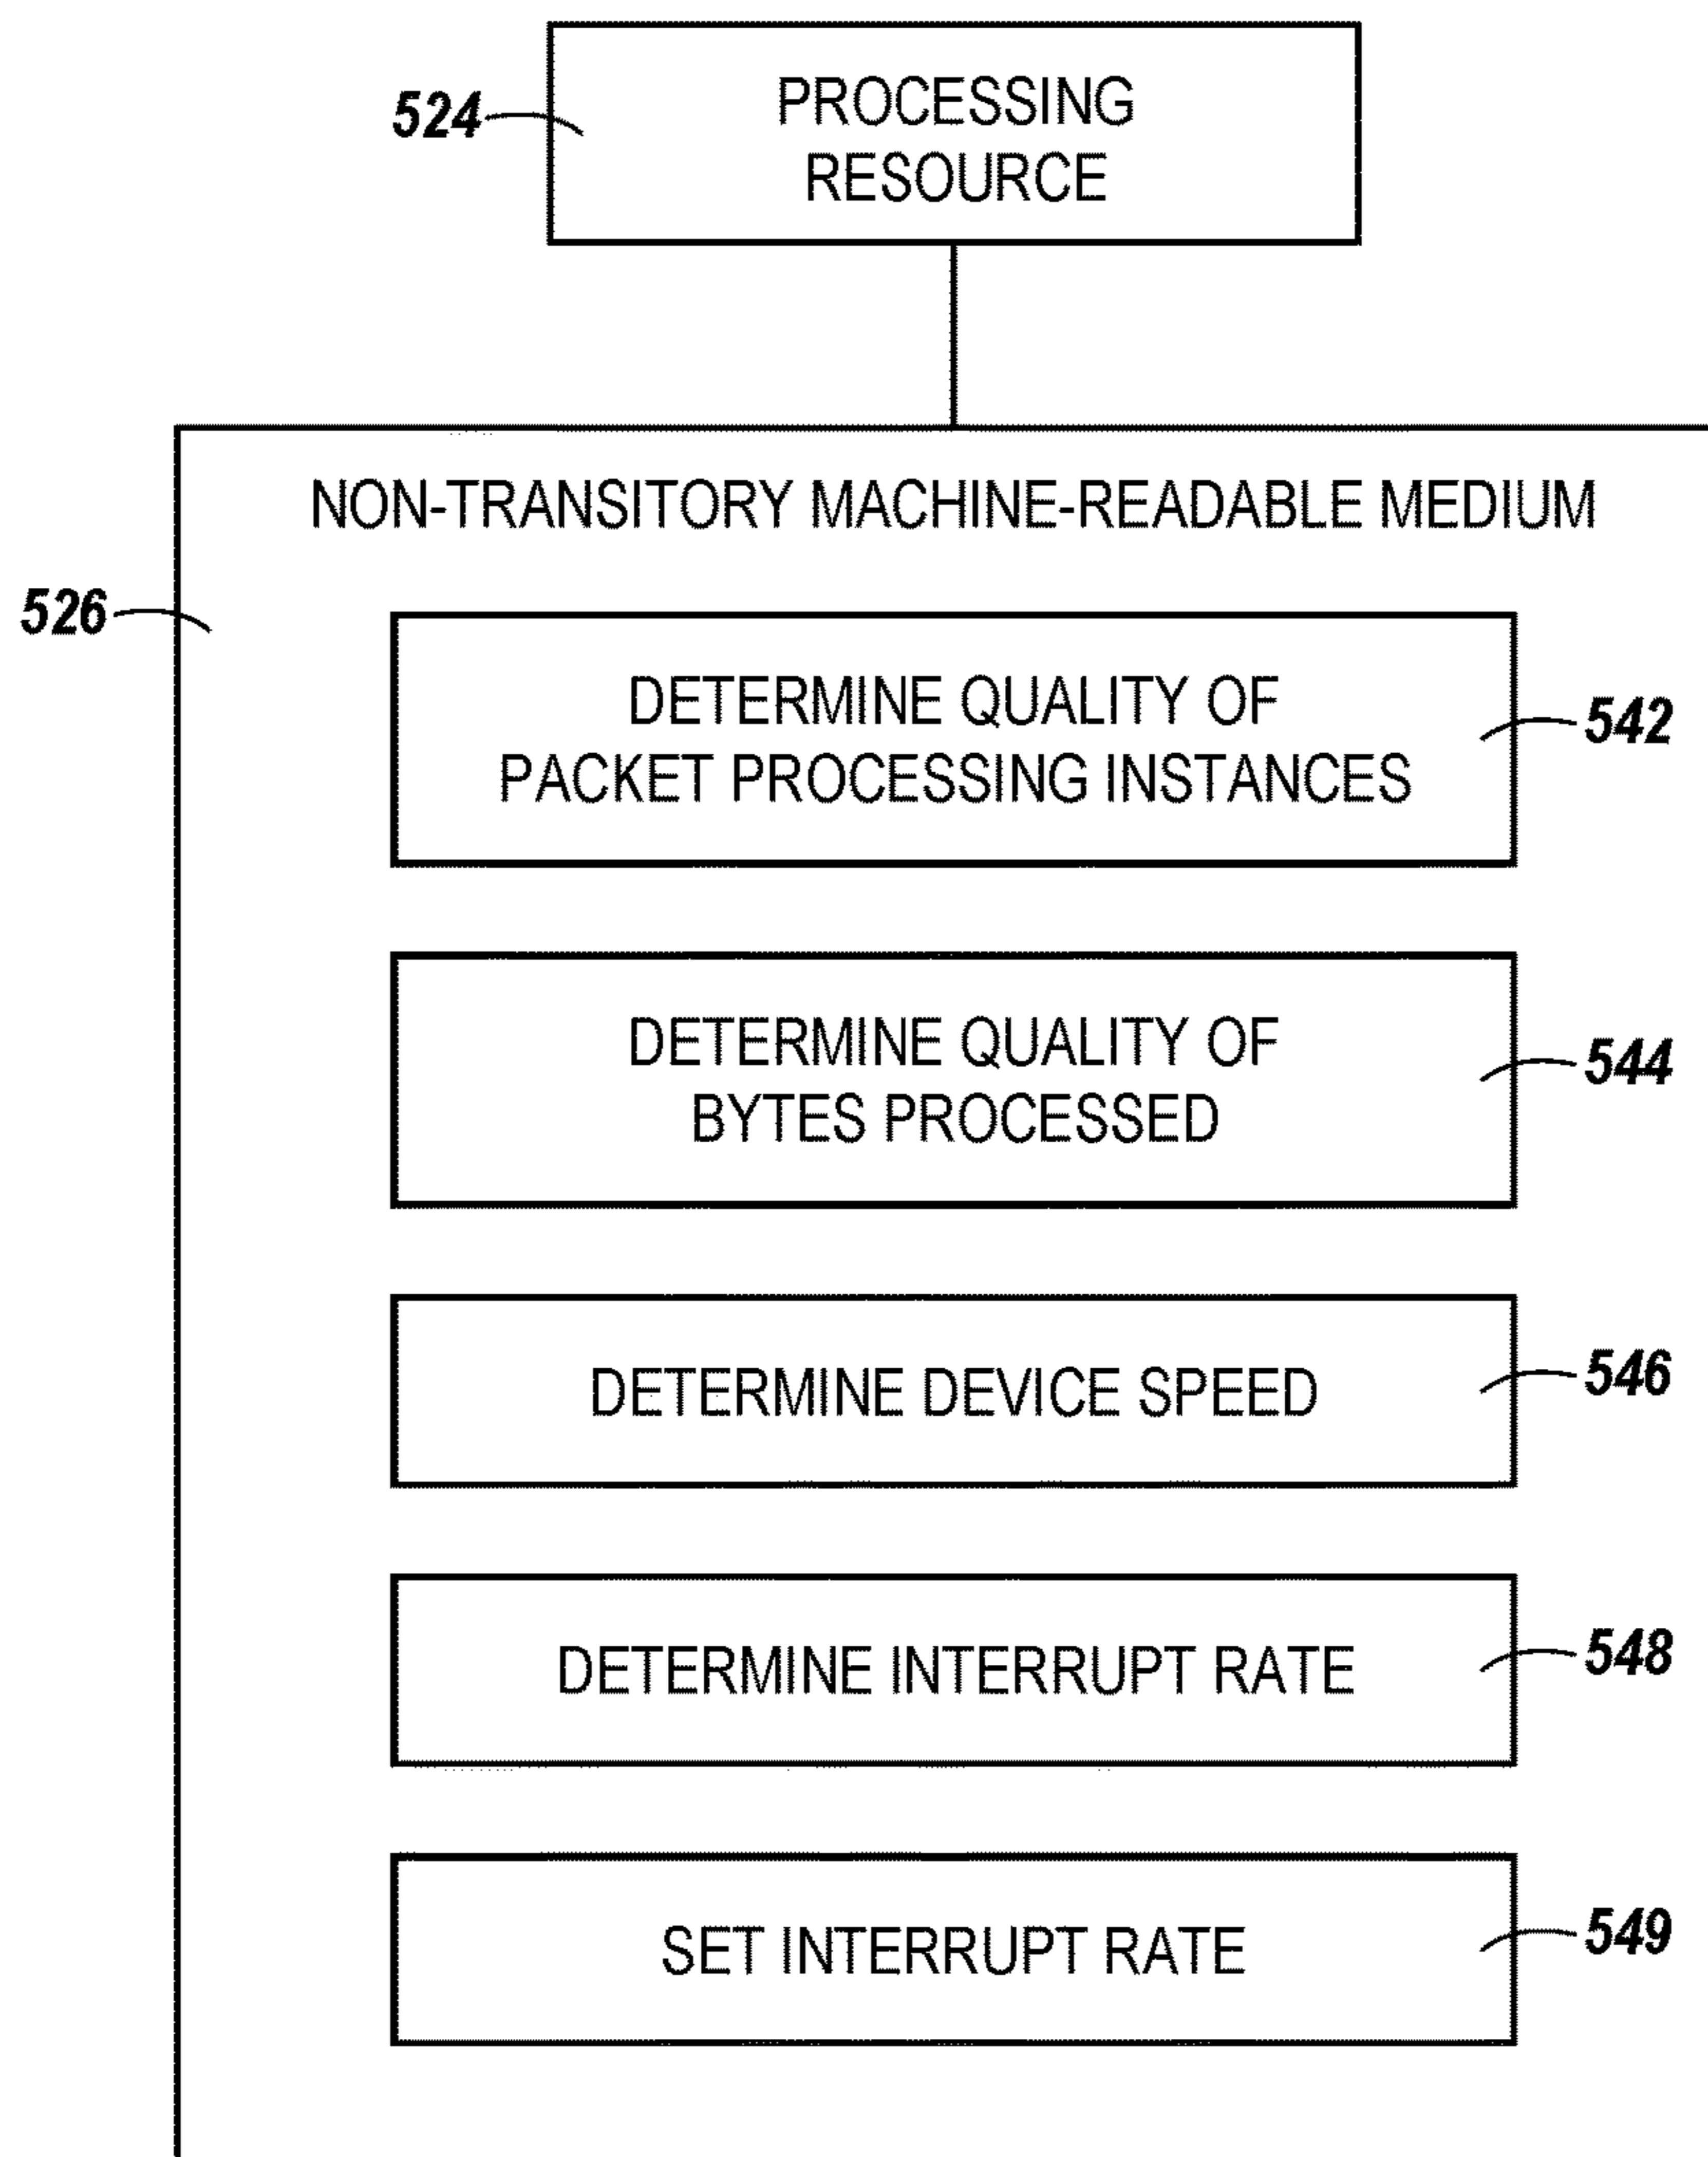 524
PROCESSING
RESOURCE
NON-TRANSITORY MACHINE-READABLE MEDIUM
526
DETERMINE QUALITY OF
PACKET PROCESSING INSTANCES
542
DETERMINE QUALITY OF
BYTES PROCESSED
544
DETERMINE DEVICE SPEED
546
DETERMINE INTERRUPT RATE
548
SET INTERRUPT RATE
549